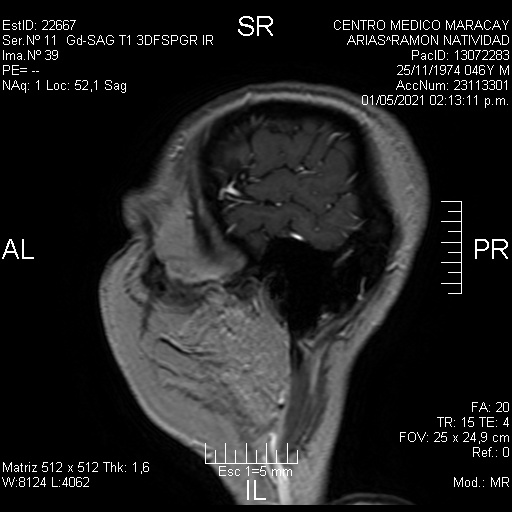 EstID: 22667
Ser.Nº 11 Gd-SAG T1 3DFSPGR IR
Ima.Nº 39
PE= --
NAq: 1 Loc: 52,1 Sag
SR
CENTRO MEDICO MARACAY
ARIAS^RAMON NATIVIDAD
PacID: 13072283
25/11/1974 046Y M
AccNum: 23113301
01/05/2021 02:13:11 p.m.
AL
PR
FA: 20
TR: 15 TE: 4
FOV: 25 x 24,9 cm
Ref.: 0
Matriz 512 x 512 Thk: 1,6
W:8124 L:4062
Esc 1=5 mm
IL
Mod.: MR